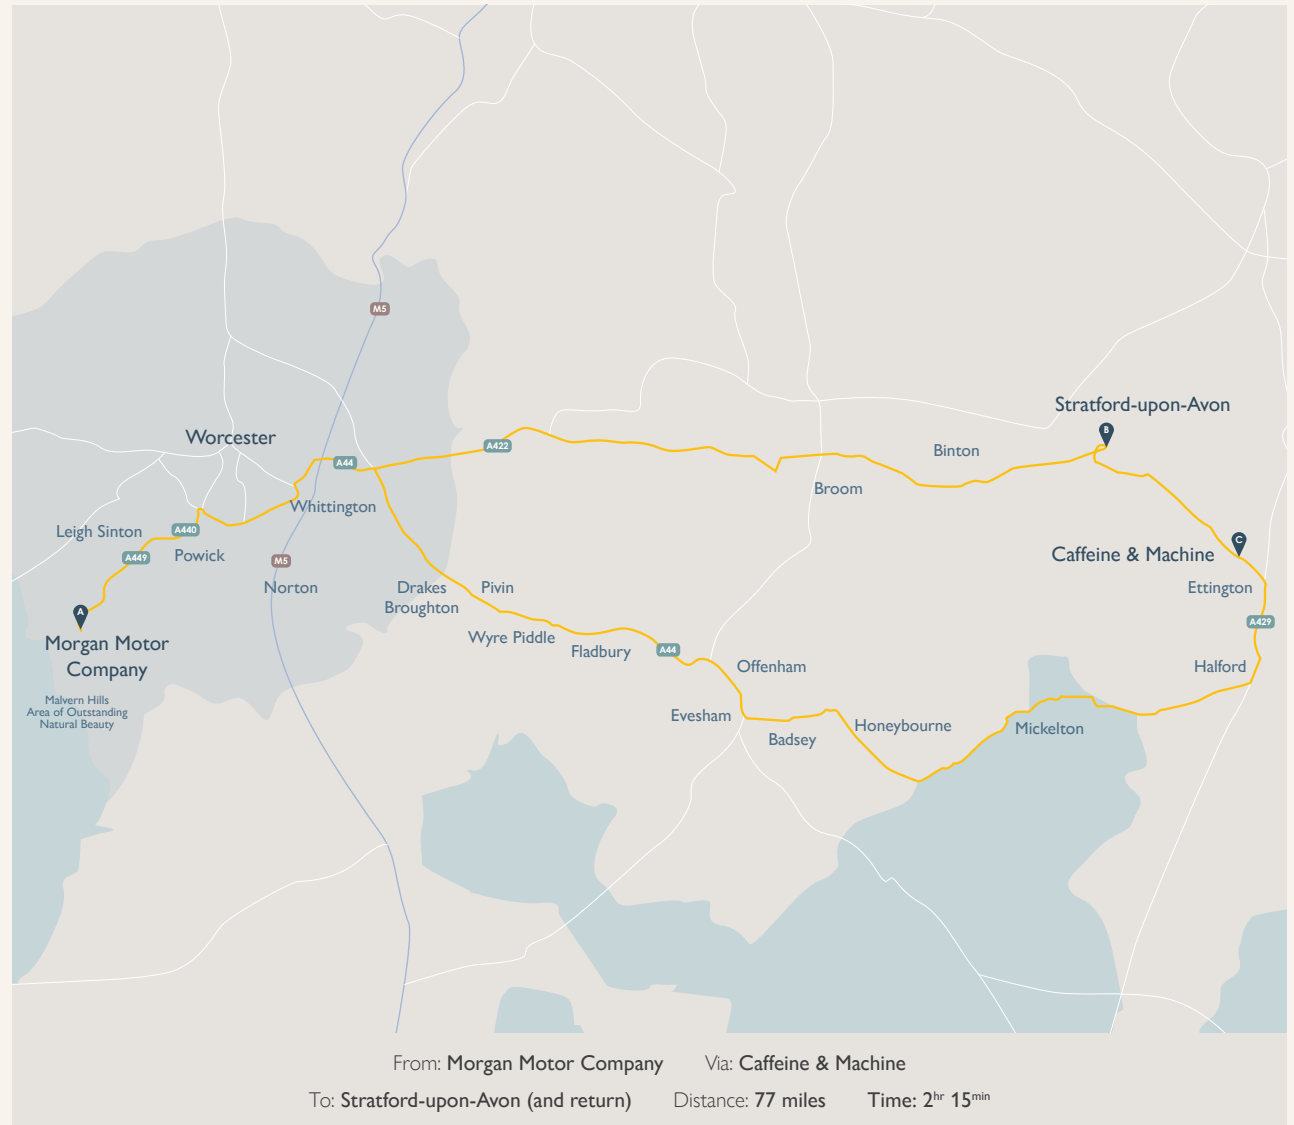 M5
Stratford-upon-Avon
B
Worcester
A422
Binton
A44
Broom
Whittington
Leigh Sinton
A440
A449
Powick
M5
C
Caffeine & Machine
Norton
Drakes
Broughton
Pivin
Ettington
A
A429
Morgan Motor
Company
Wyre Piddle
Fladbury
A44
Offenham
Halford
Malvern Hills
Area of Outstanding
Natural Beauty
Evesham
Badsey
Honeybourne
Mickelton
From: Morgan Motor Company Via: Caffeine & Machine
To: Stratford-upon-Avon (and return) Distance: 77 miles Time: 2hr 15min